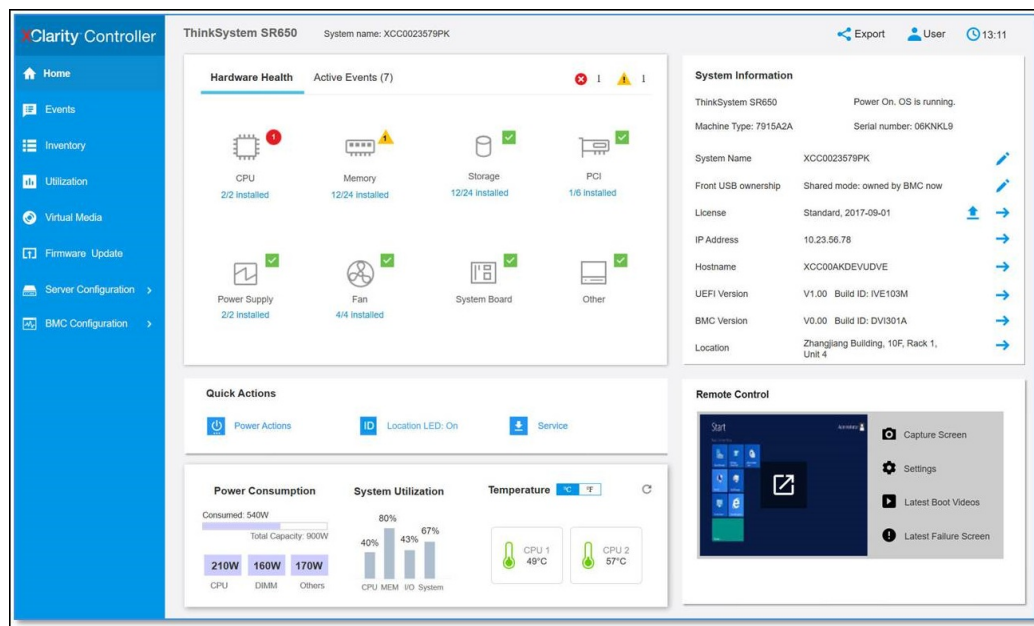 XClarity Controller
Home
Events
Inventory
Utilization
Virtual Media
Firmware Update
Server Configuration >
BMC Configuration >
ThinkSystem SR650 System name: XCC0023579PK
Export User 13:11
Hardware Health Active Events (7) 1 1
1
CPU
2/2 installed
Memory
12/24 installed
Storage
12/24 installed
PCI
1/6 installed
Power Supply
2/2 installed
Fan
4/4 installed
System Board
Other
System Information
ThinkSystem SR650 Power On. OS is running.
Machine Type: 7915A2A Serial number: 06KNKL9
System Name XCC0023579PK
Front USB ownership Shared mode: owned by BMC now
License Standard, 2017-09-01
IP Address 10.23.56.78
Hostname XCC00AKDEVUDVE
UEFI Version V1.00 Build ID: IVE103M
BMC Version V0.00 Build ID: DVI301A
Location Zhangjiang Building, 10F, Rack 1,
Unit 4
Quick Actions
Power Actions
ID Location LED: On
Service
Power Consumption
Consumed: 540W
Total Capacity: 900W
210W 160W 170W
CPU DIMM Others
System Utilization
80%
67%
40% 43%
CPU MEM I/O System
Temperature °C °F
CPU 1
49°C
CPU 2
57°C
Remote Control
Start
Capture Screen
Settings
Latest Boot Videos
Latest Failure Screen